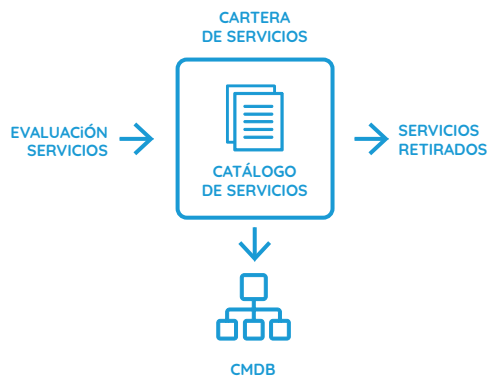 CARTERA
DE SERVICIOS
EVALUACiÓN
SERVICIOS
CATÁLOGO
DE SERVICIOS
SERVICIOS
RETIRADOS
CMDB